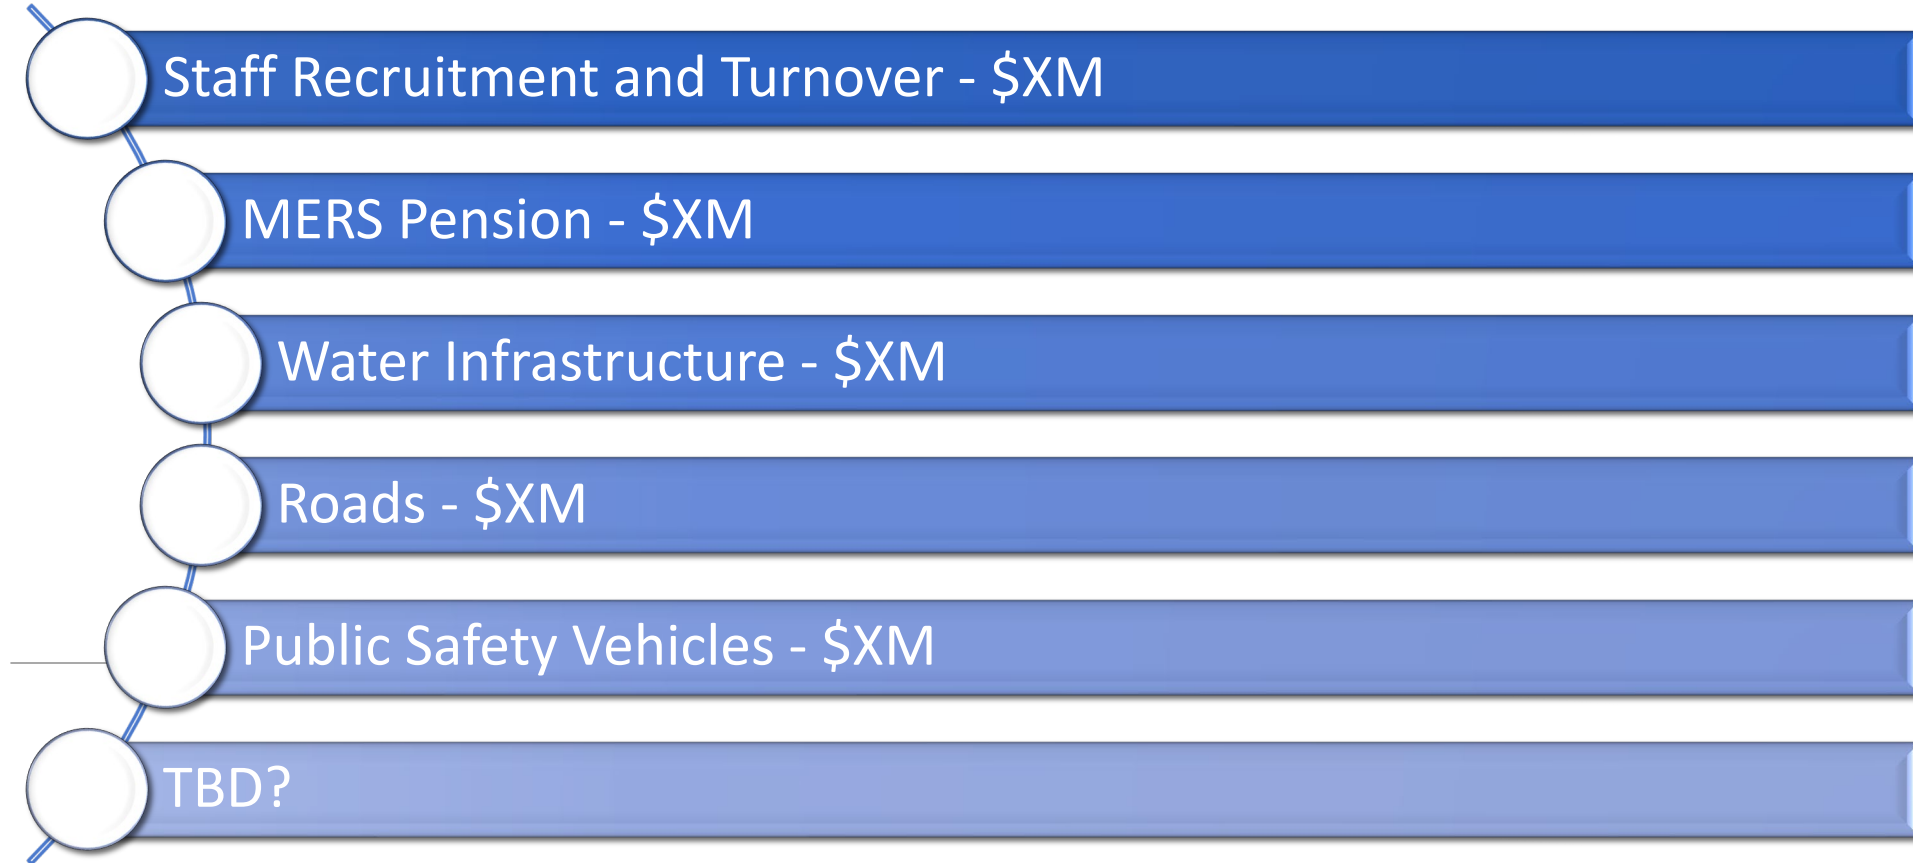 Staff Recruitment and Turnover - $XM
MERS Pension - $XM
Water Infrastructure - $XM
Roads - $XM
Public Safety Vehicles - $XM
TBD?